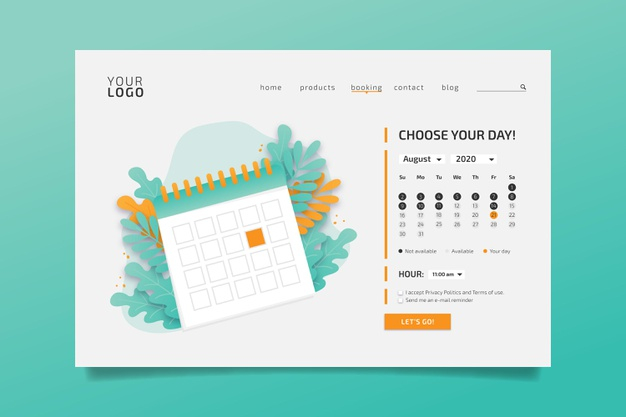 YOUR
LOGO
home products booking contact blog
CHOOSE YOUR DAY!
August 2020
Su Mo Tu We Th Fr Sa
1
2 3 4 5 6 7 8
9 10 11 12 13 14 15
16 17 18 19 20 21 22
23 24 25 26 27 28 29
30 31
Not available Available Your day
HOUR: 11:00 am
I accept Privacy Politics and Terms of use.
Send me an e-mail reminder
LET'S GO!